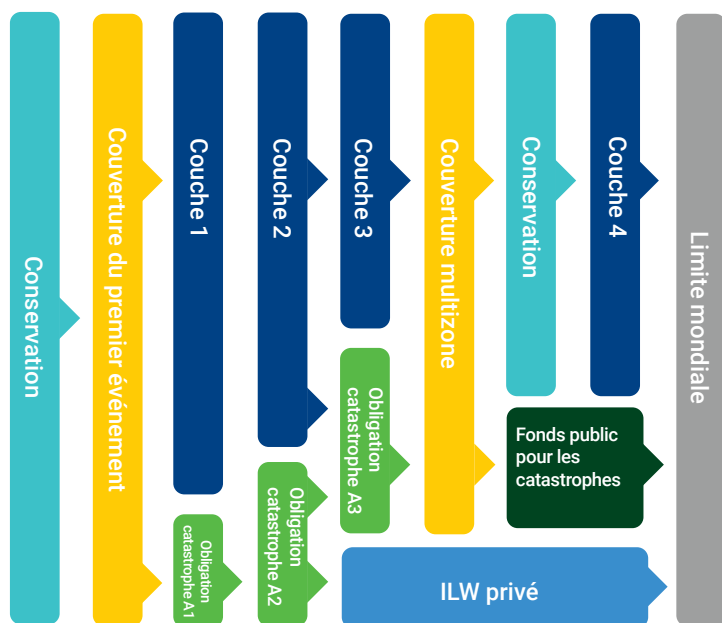 Conservation
Couverture du premier événement
Couche 1
Obligation
catastrophe A1
Couche 2
Obligation
catastrophe A2
Couche 3
Obligation
catastrophe A3
Couverture multizone
Conservation
Fonds public
pour les
catastrophes
Couche 4
ILW privé
Limite mondiale